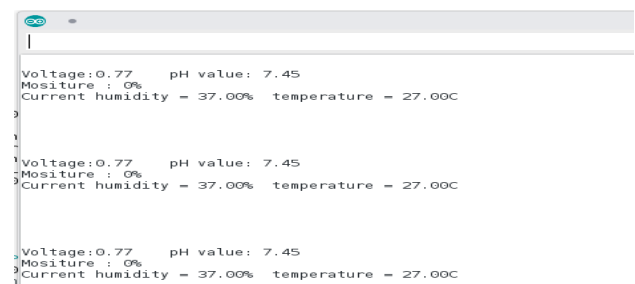 Voltage:0.77 pH value: 7.45
Mositure : 0%
Current humidity = 37.00% temperature = 27.00C
Voltage:0.77 pH value: 7.45
Mositure : 0%
Current humidity = 37.00% temperature = 27.00C
Voltage:0.77 pH value: 7.45
Mositure : 0%
Current humidity = 37.00% temperature = 27.00C